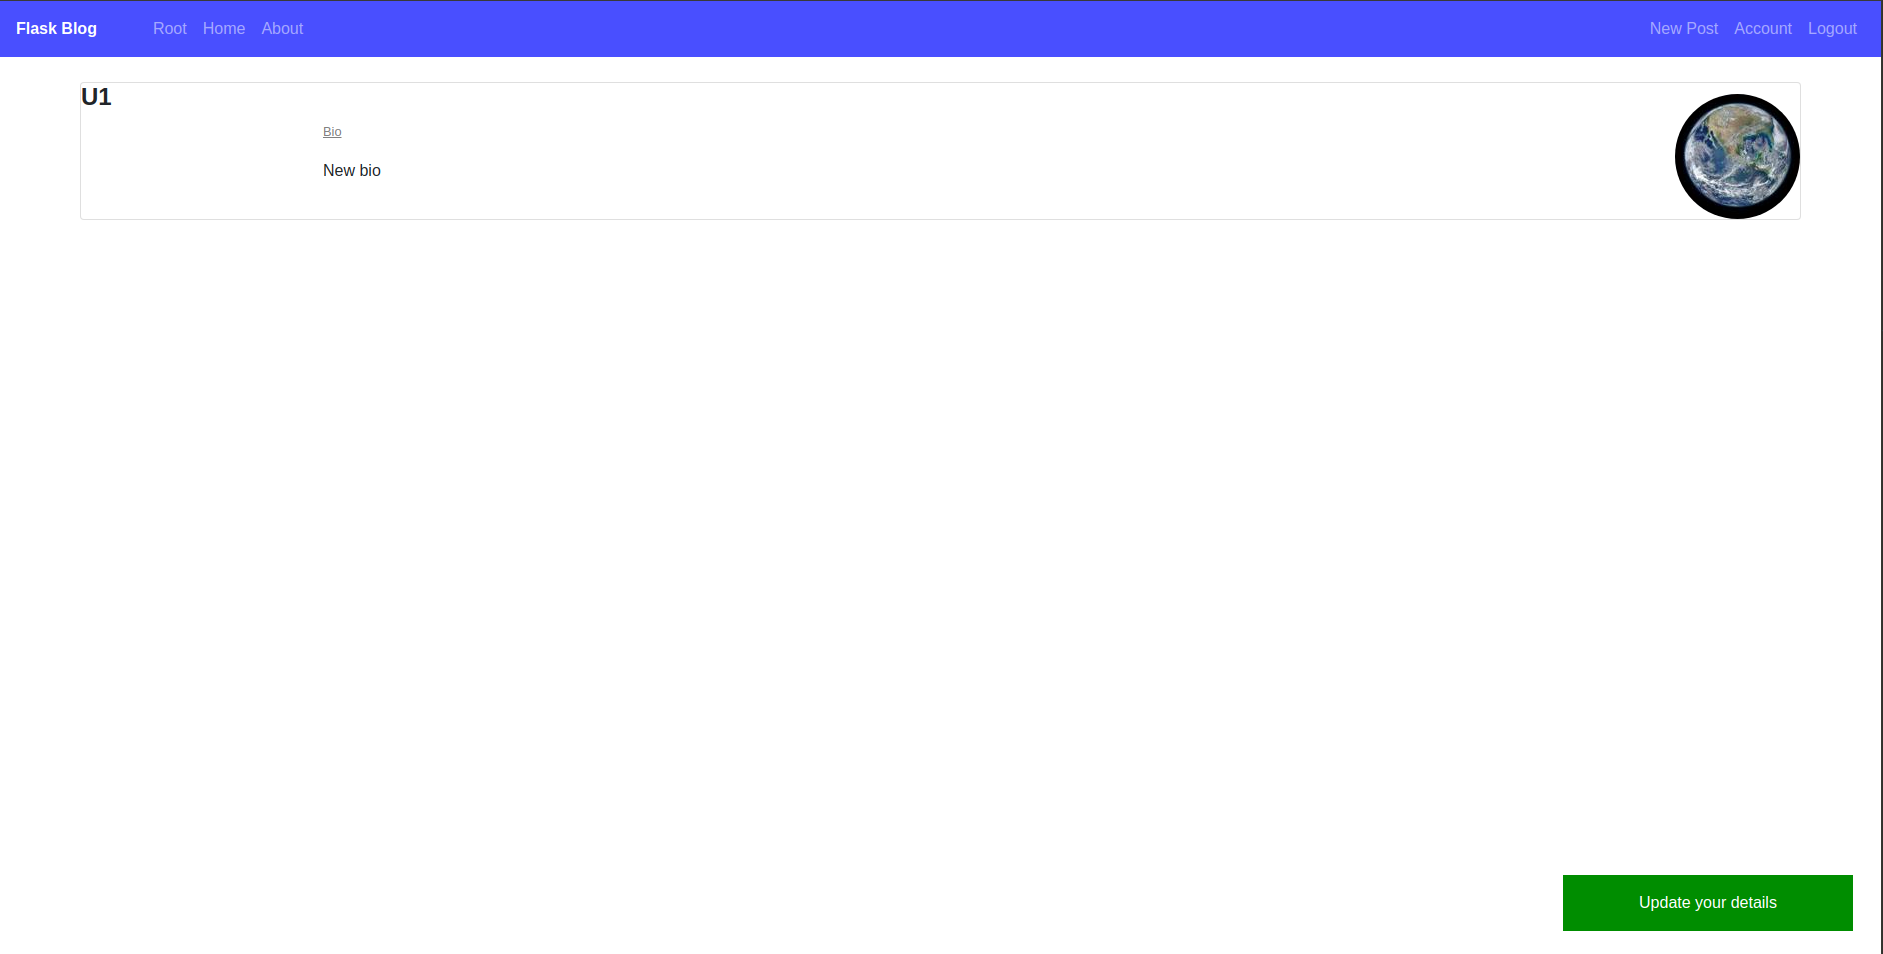 Flask Blog Root Home About New Post Account Logout
U1
Bio
New bio
Update your details